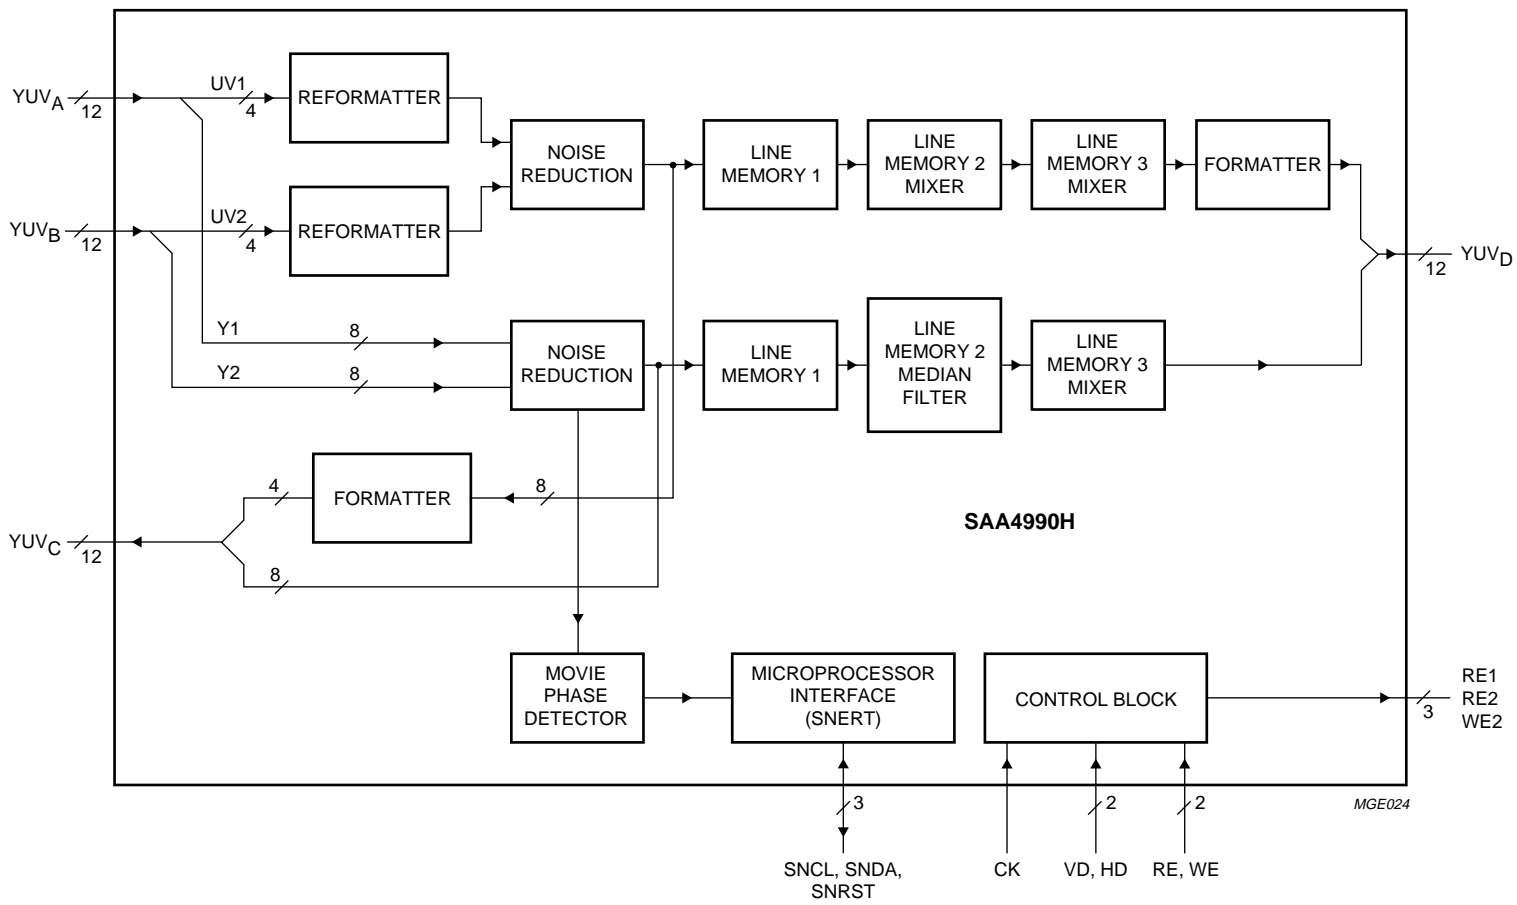 YUVA
12
UV1
4
REFORMATTER
NOISE
REDUCTION
LINE
MEMORY 1
LINE
MEMORY 2
MIXER
LINE
MEMORY 3
MIXER
FORMATTER
YUVB
12
UV2
4
REFORMATTER
12
YUVD
Y1
8
Y2
8
NOISE
REDUCTION
LINE
MEMORY 1
LINE
MEMORY 2
MEDIAN
FILTER
LINE
MEMORY 3
MIXER
4
FORMATTER
8
SAA4990H
YUVC
12
8
MOVIE
PHASE
DETECTOR
MICROPROCESSOR
INTERFACE
(SNERT)
CONTROL BLOCK
3
RE1
RE2
WE2
3
2
2
MGE024
SNCL, SNDA,
SNRST
CK
VD, HD
RE, WE